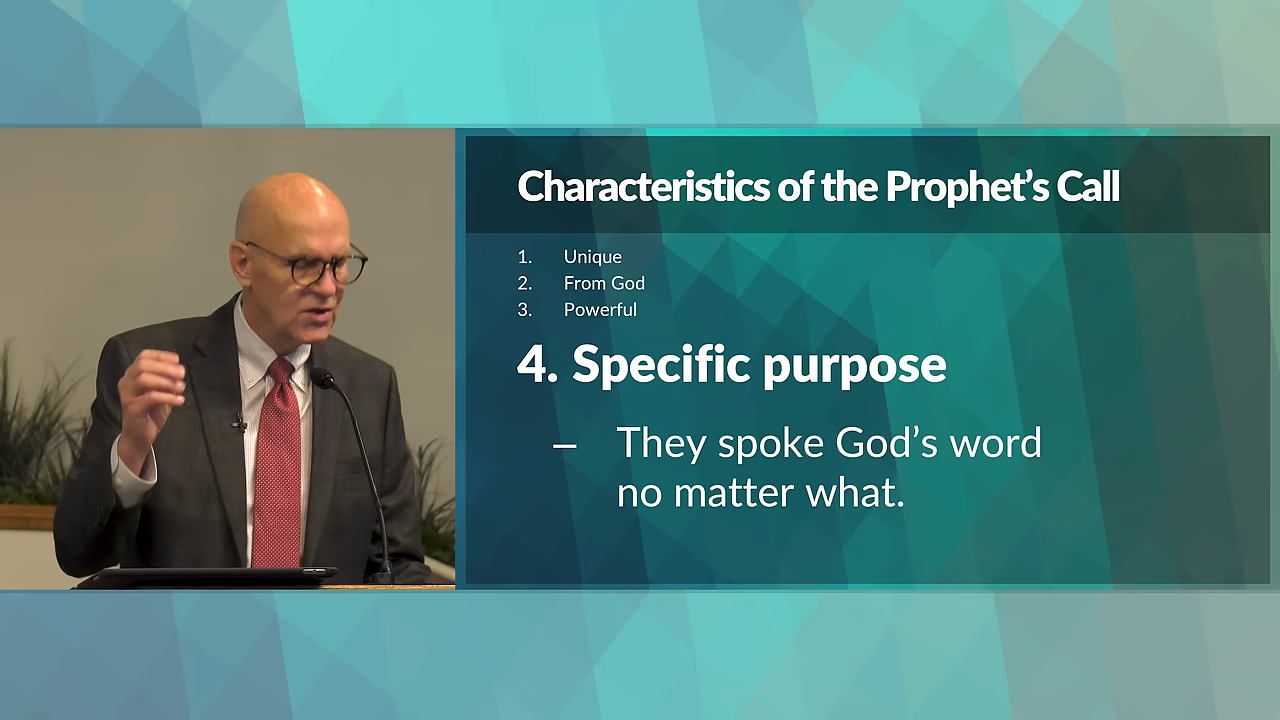 Characteristics of the Prophet’s Call
1. Unique
2. From God
3. Powerful
4. Specific purpose
– They spoke God’s word
no matter what.